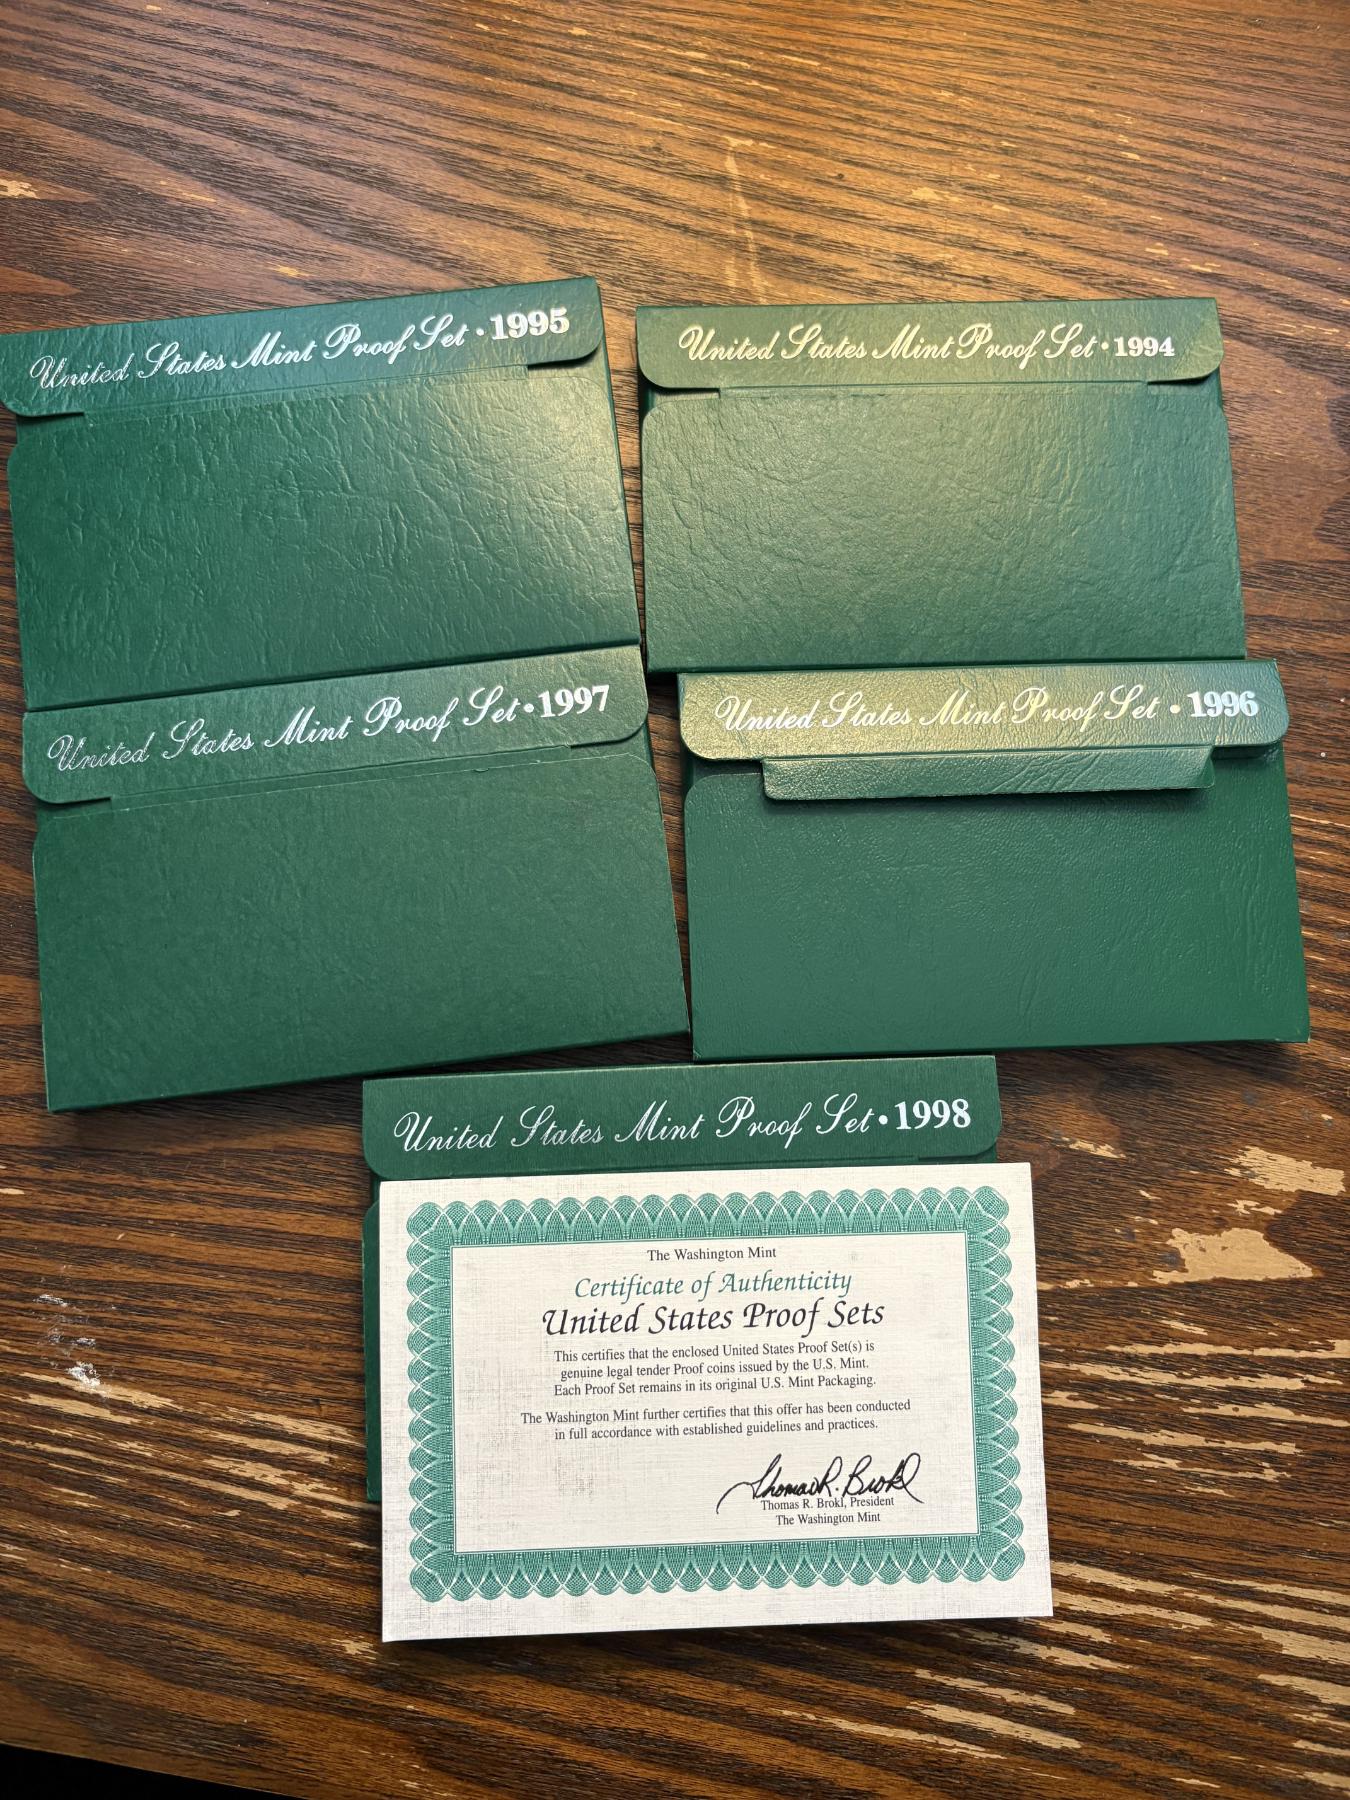 United States Mint Proof Set • 1995
United States Mint Proof Set • 1994
United States Mint Proof Set • 1997
United States Mint Proof Set • 1996
United States Mint Proof Set • 1998
The Washington Mint
Certificate of Authenticity
United States Proof Sets
This certifies that the enclosed United States Proof Set(s) is
genuine legal tender Proof coins issued by the U.S. Mint.
Each Proof Set remains in its original U.S. Mint Packaging.
The Washington Mint further certifies that this offer has been conducted
in full accordance with established guidelines and practices.
Thomas R. Brokl
Thomas R. Brokl, President
The Washington Mint